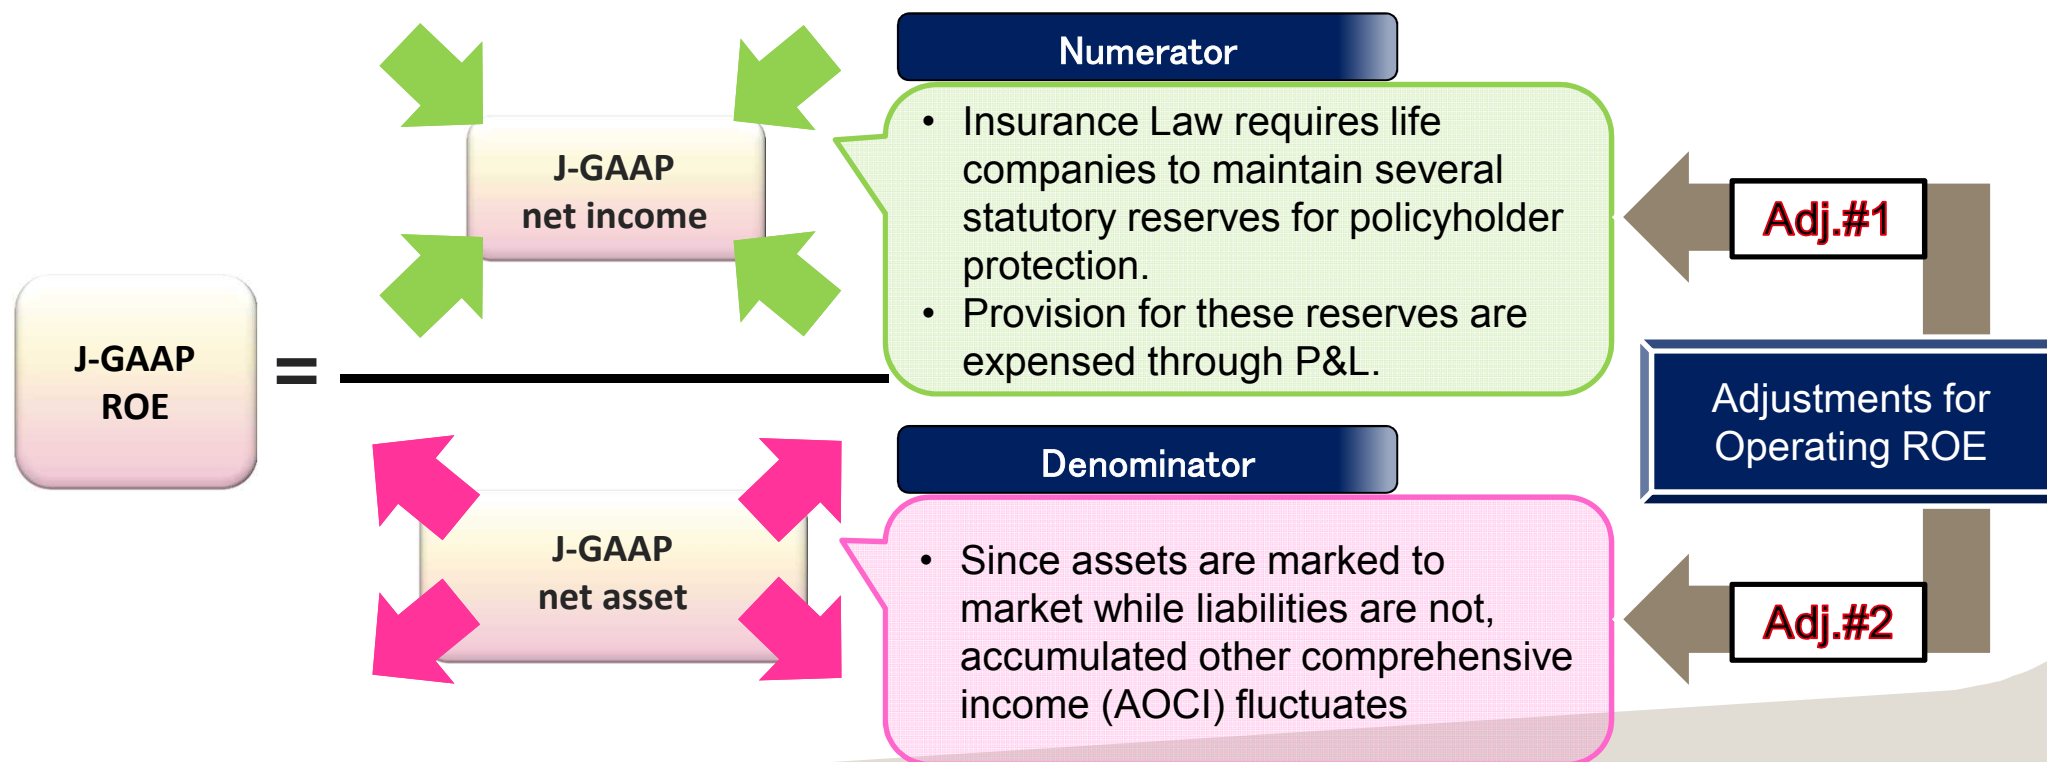 J-GAAP
ROE
=
J-GAAP
net income
J-GAAP
net asset
Numerator
• Insurance Law requires life
companies to maintain several
statutory reserves for policyholder
protection.
• Provision for these reserves are
expensed through P&L.
Denominator
• Since assets are marked to
market while liabilities are not,
accumulated other comprehensive
income (AOCI) fluctuates
Adj.#1
Adjustments for
Operating ROE
Adj.#2